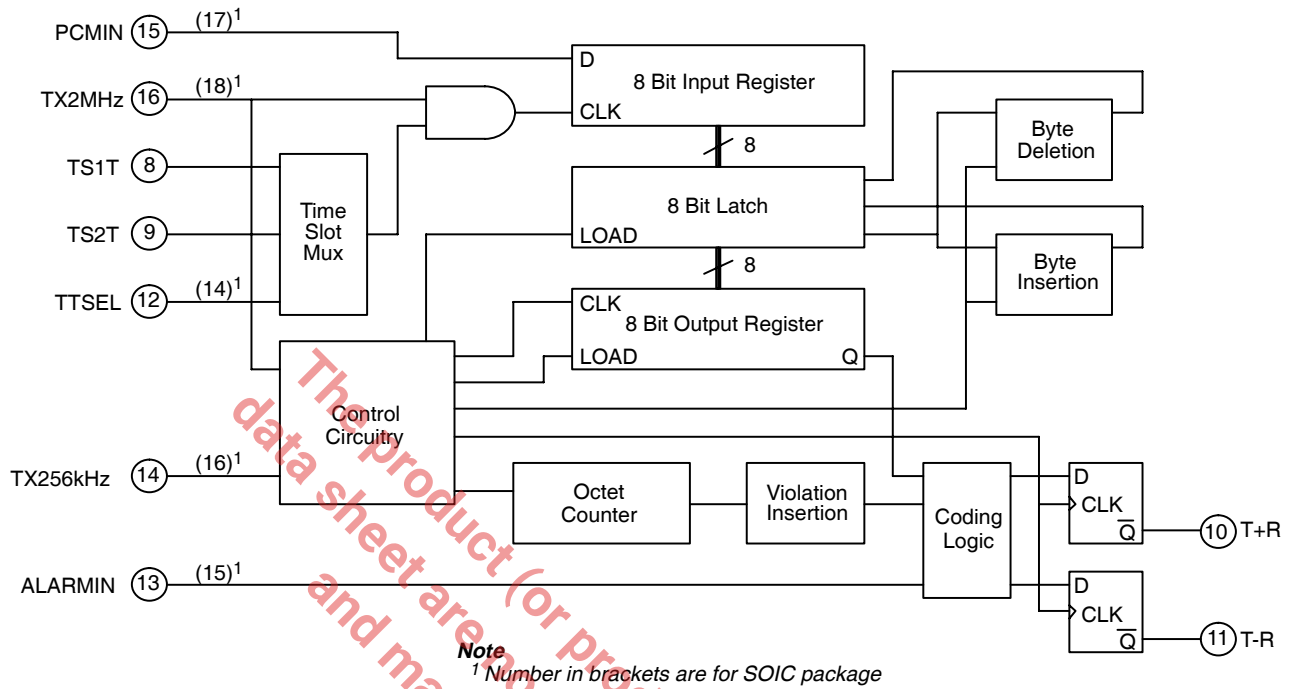 PCMIN 15 (17)1
TX2MHz 16 (18)1
TS1T 8
TS2T 9
TTSEL 12 (14)1
TX256kHz 14 (16)1
ALARMIN 13 (15)1
Time
Slot
Mux
D
8 Bit Input Register
CLK
8
8 Bit Latch
LOAD
8
CLK
8 Bit Output Register
LOAD Q
Byte
Deletion
Byte
Insertion
Control
Circuitry
Octet
Counter
Violation
Insertion
Coding
Logic
D
CLK
Q
10 T+R
D
CLK
Q
11 T-R
The product (or pro
data sheet are no
and ma
Note
1 Number in brackets are for SOIC package